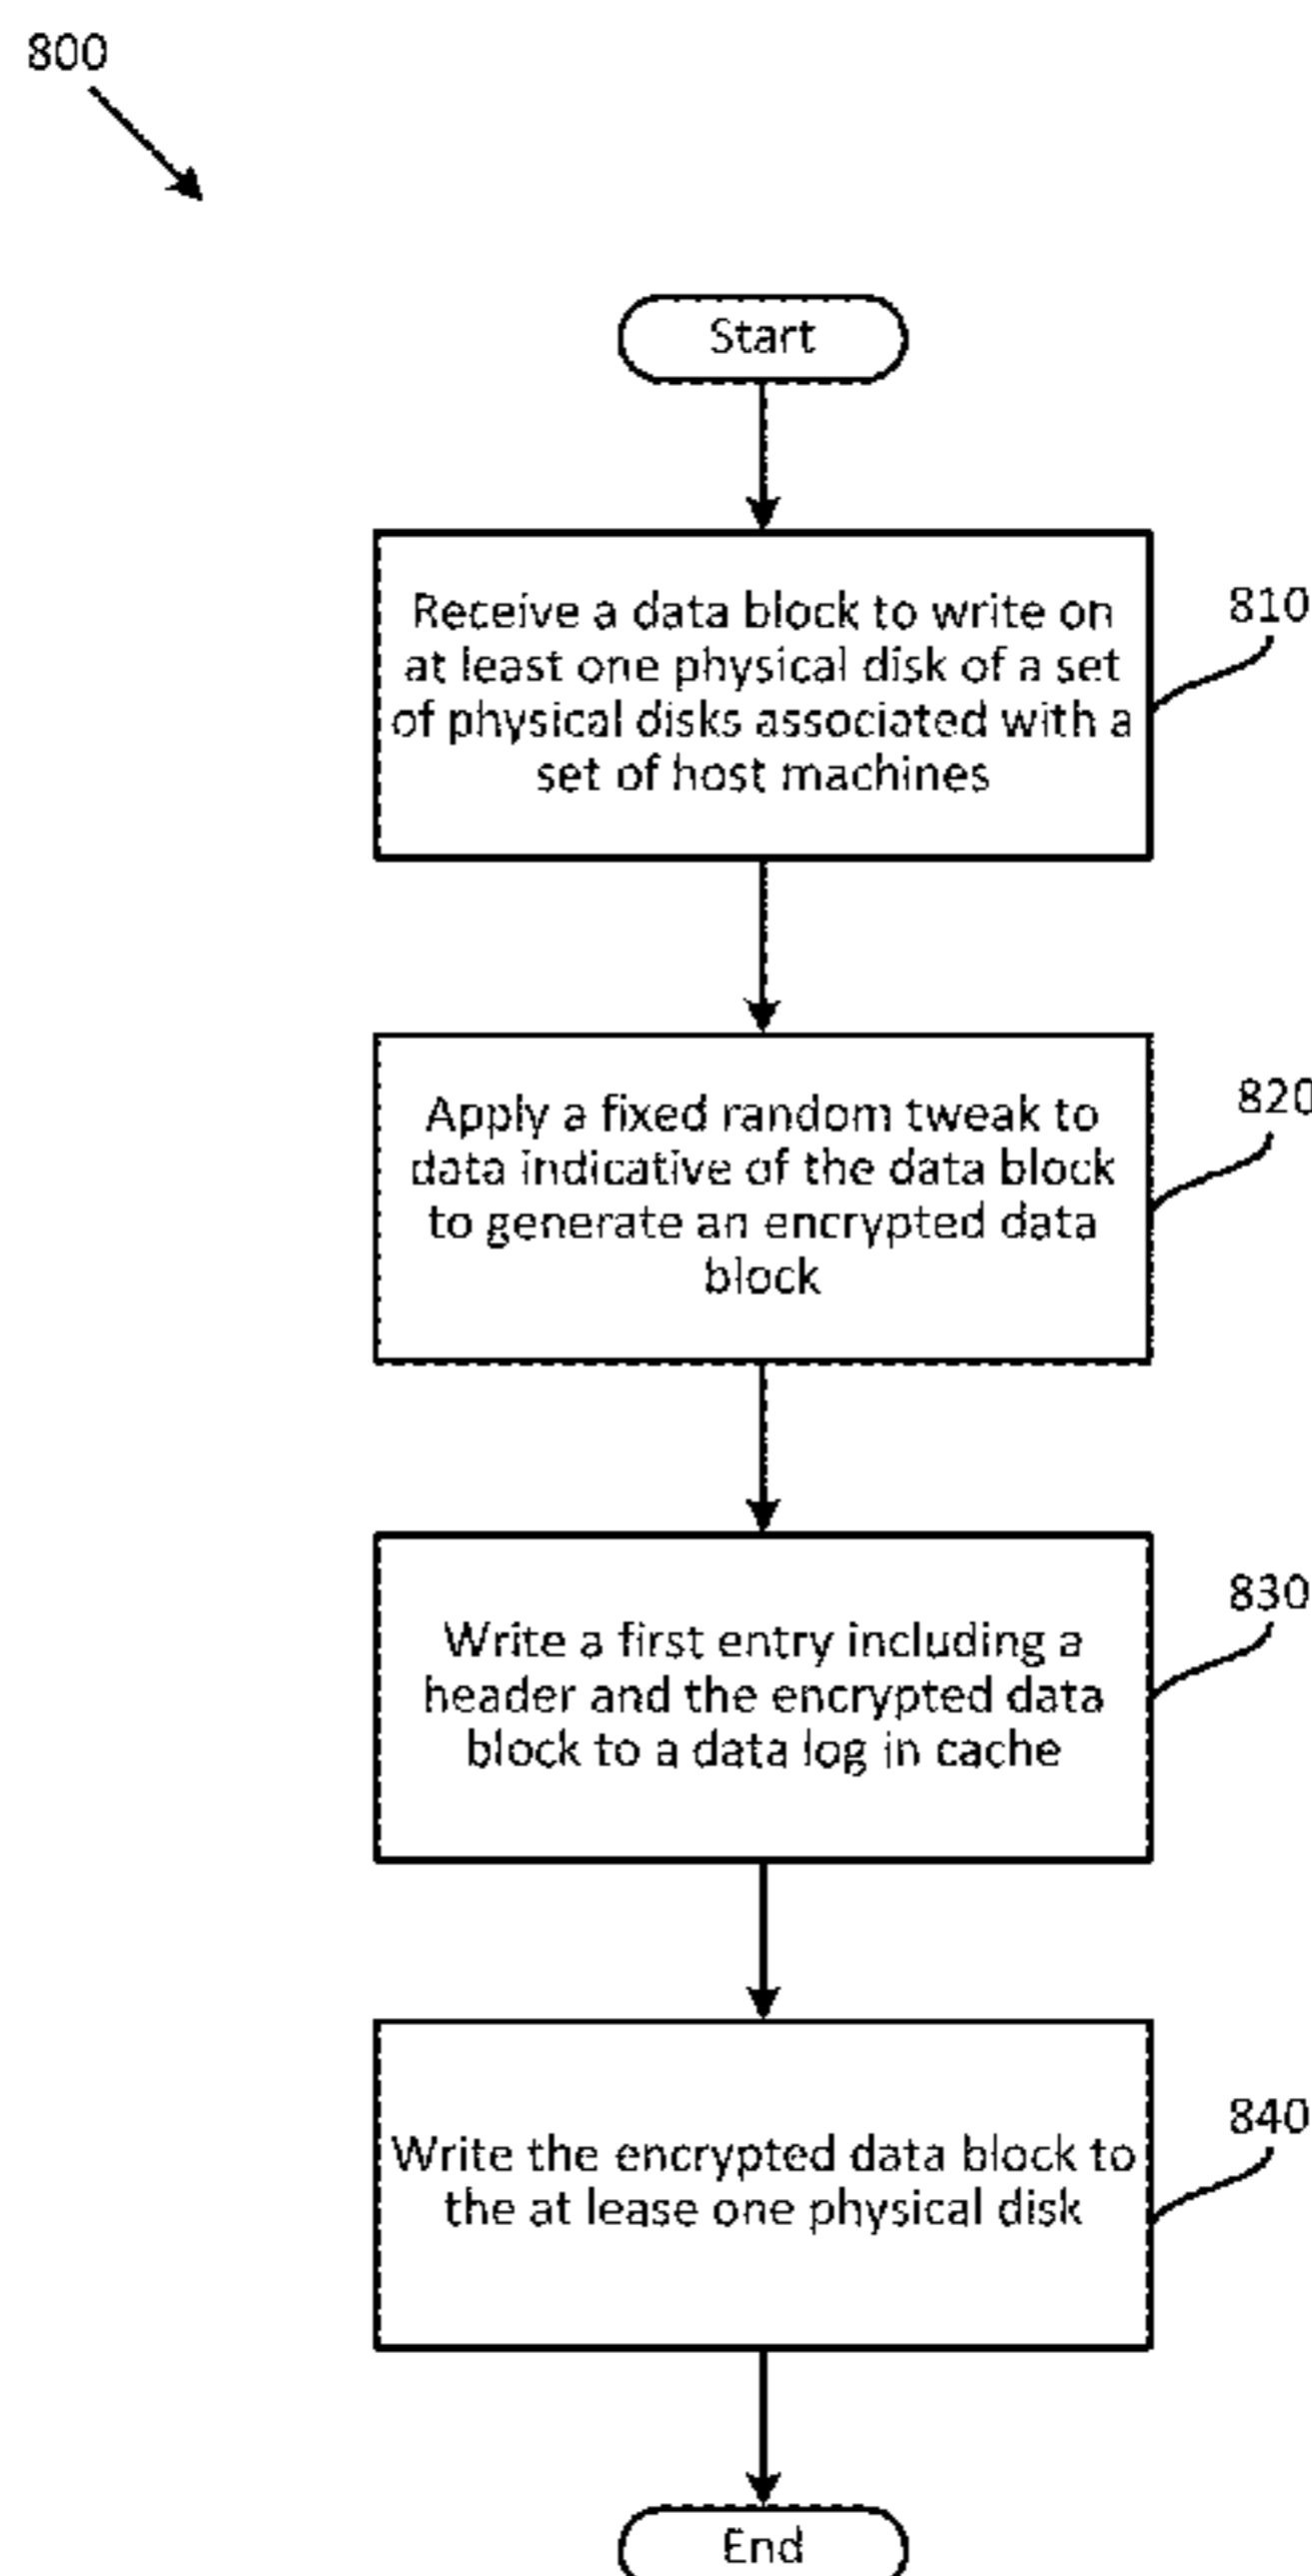 800
Start
Receive a data block to write on
at least one physical disk of a set
of physical disks associated with a
set of host machines
810
Apply a fixed random tweak to
data indicative of the data block
to generate an encrypted data
block
820
Write a first entry including a
header and the encrypted data
block to a data log in cache
830
Write the encrypted data block to
the at lease one physical disk
840
End